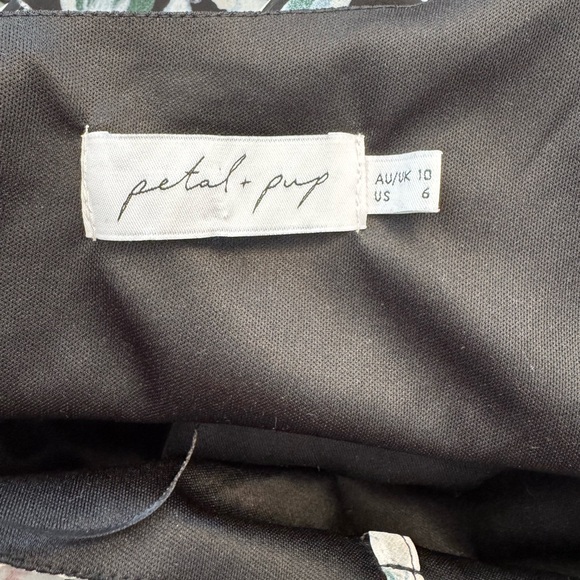 petal + pup
AU/UK 10
US 6